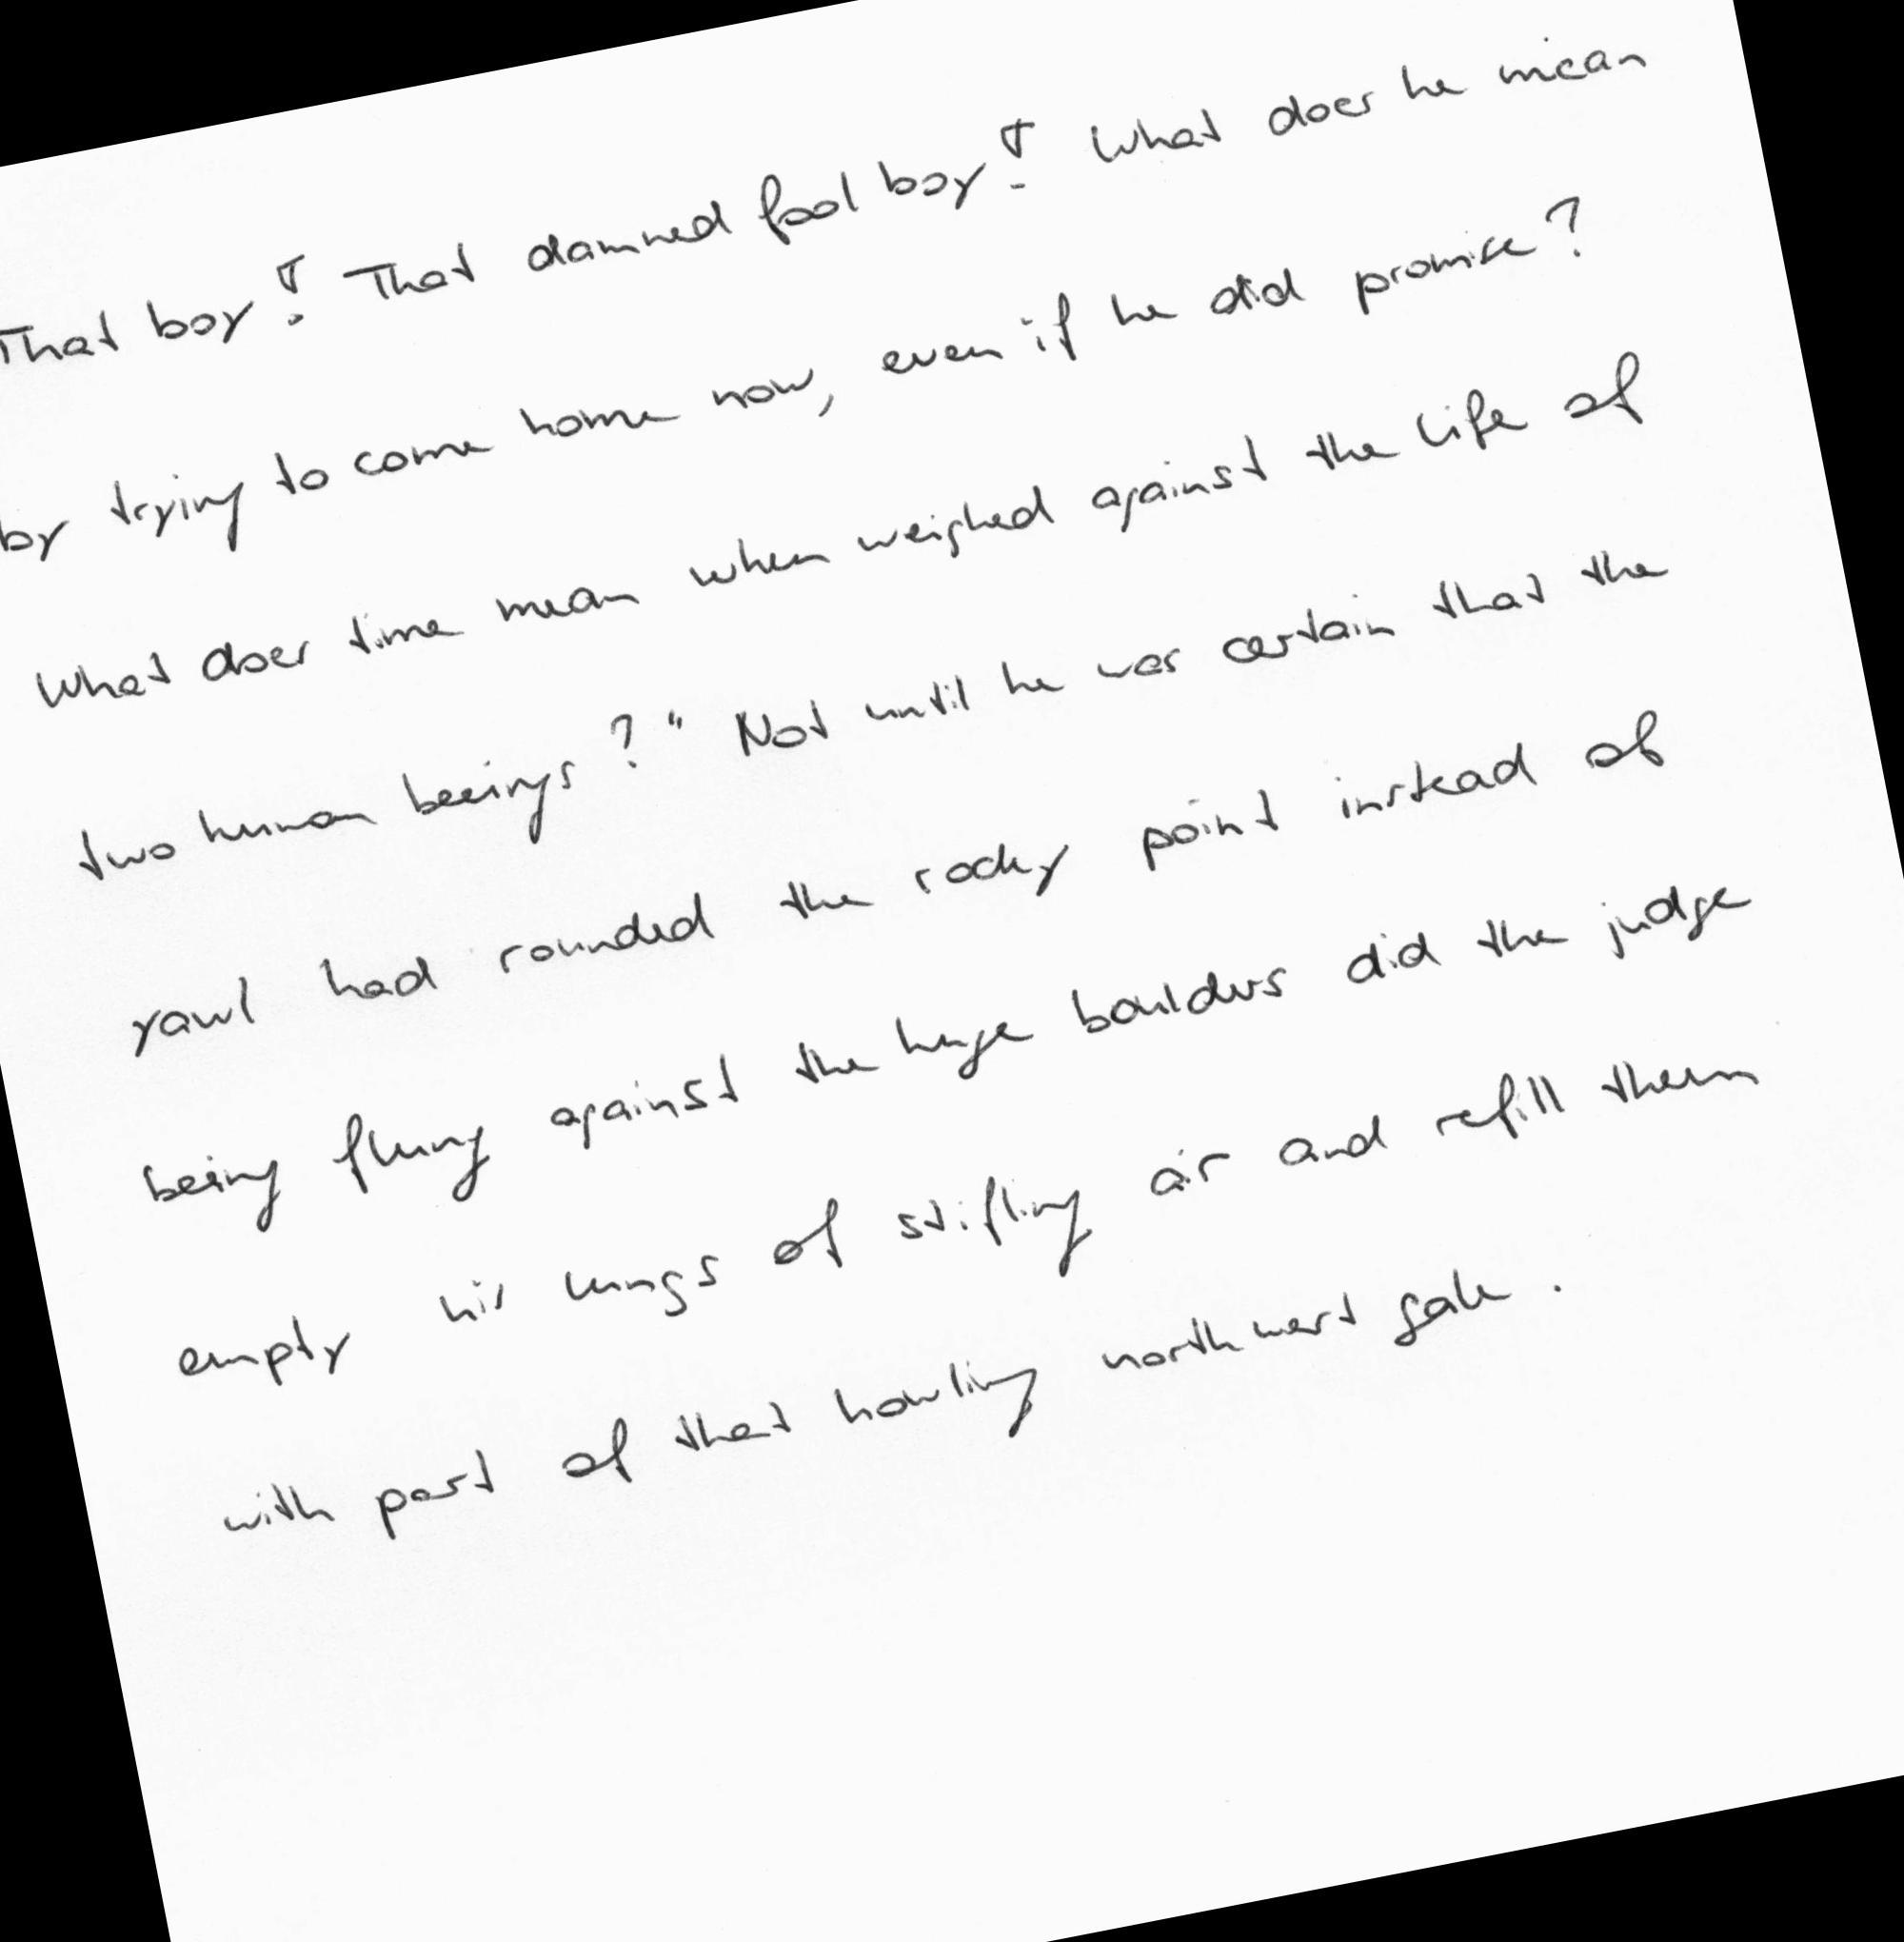 That boy! That damned fool boy! What does he mean
by trying to come home now, even if he did promise?
What does time mean when weighed against the life of
two human beeings?" Not until he was certain that the
yawl had rounded the rocky point instead of
being flung against the huge boulders did the judge
empty his lungs of stifling air and refill them
with part of that howling northwest gale.